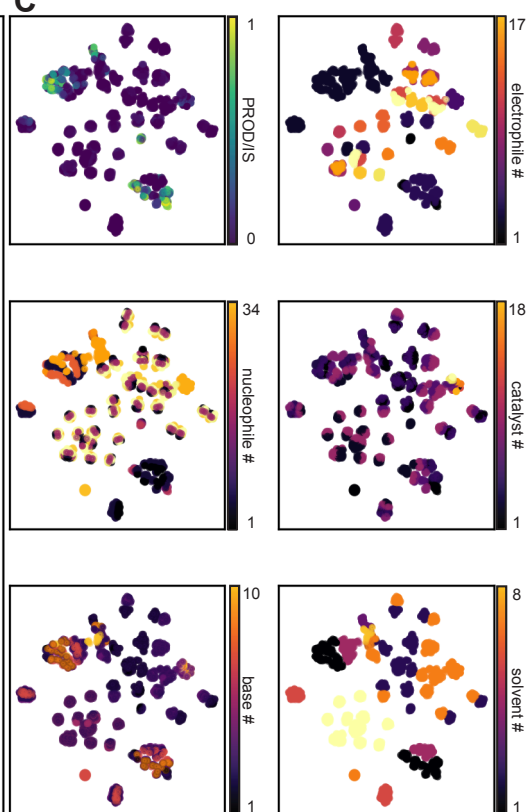 C
1
PROD/IS
0
17
electrophile #
1
34
nucleophile #
1
18
catalyst #
1
10
base #
1
8
solvent #
1